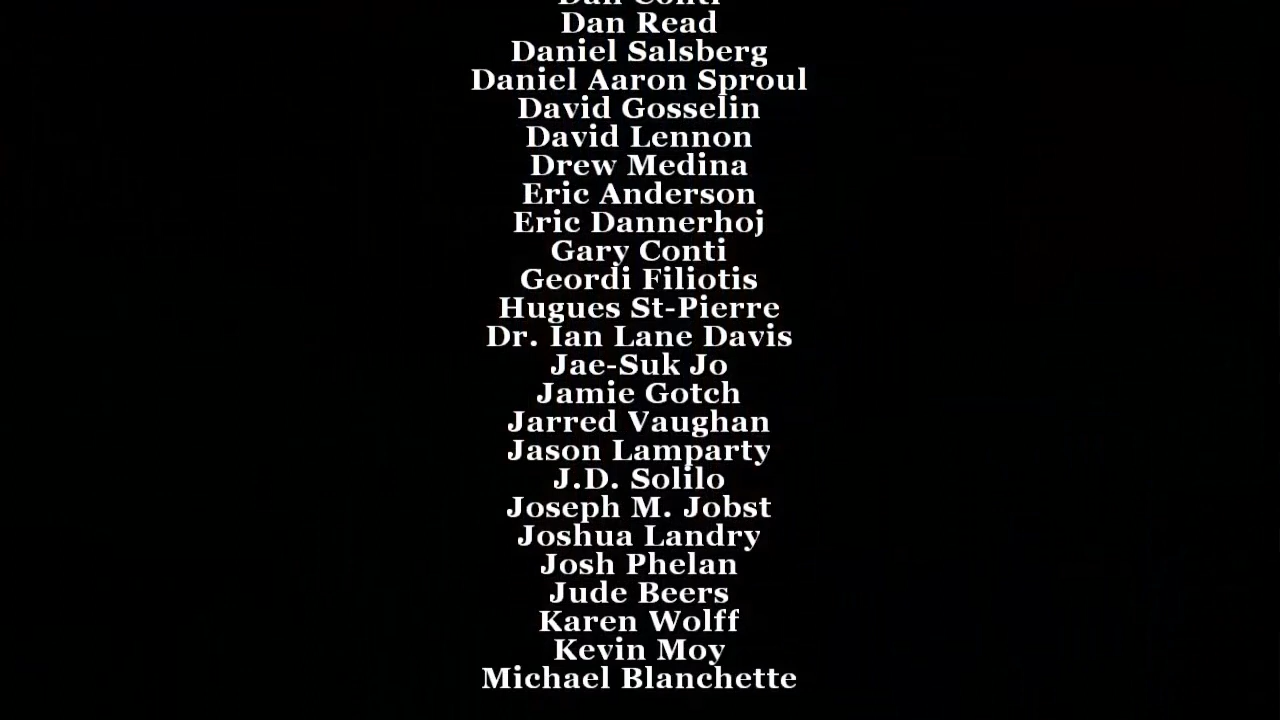 Dan Conti
Dan Read
Daniel Salsberg
Daniel Aaron Sproul
David Gosselin
David Lennon
Drew Medina
Eric Anderson
Eric Dannerhoj
Gary Conti
Geordi Filiotis
Hugues St-Pierre
Dr. Ian Lane Davis
Jae-Suk Jo
Jamie Gotch
Jarred Vaughan
Jason Lamparty
J.D. Solilo
Joseph M. Jobst
Joshua Landry
Josh Phelan
Jude Beers
Karen Wolff
Kevin Moy
Michael Blanchette